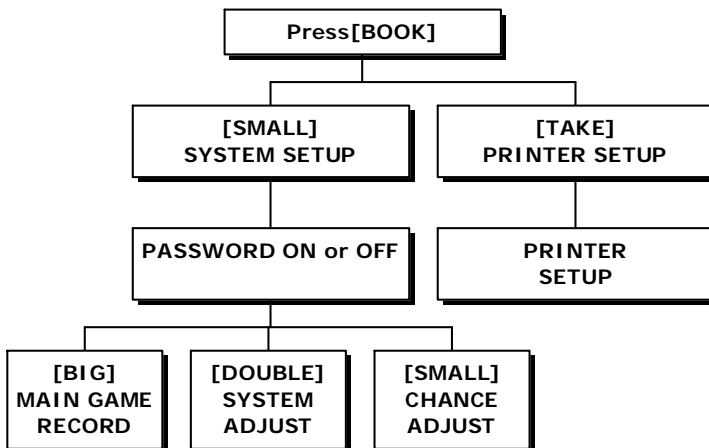 Press[BOOK]
[SMALL]
SYSTEM SETUP
[TAKE]
PRINTER SETUP
PASSWORD ON or OFF
PRINTER
SETUP
[BIG]
MAIN GAME
RECORD
[DOUBLE]
SYSTEM
ADJUST
[SMALL]
CHANCE
ADJUST